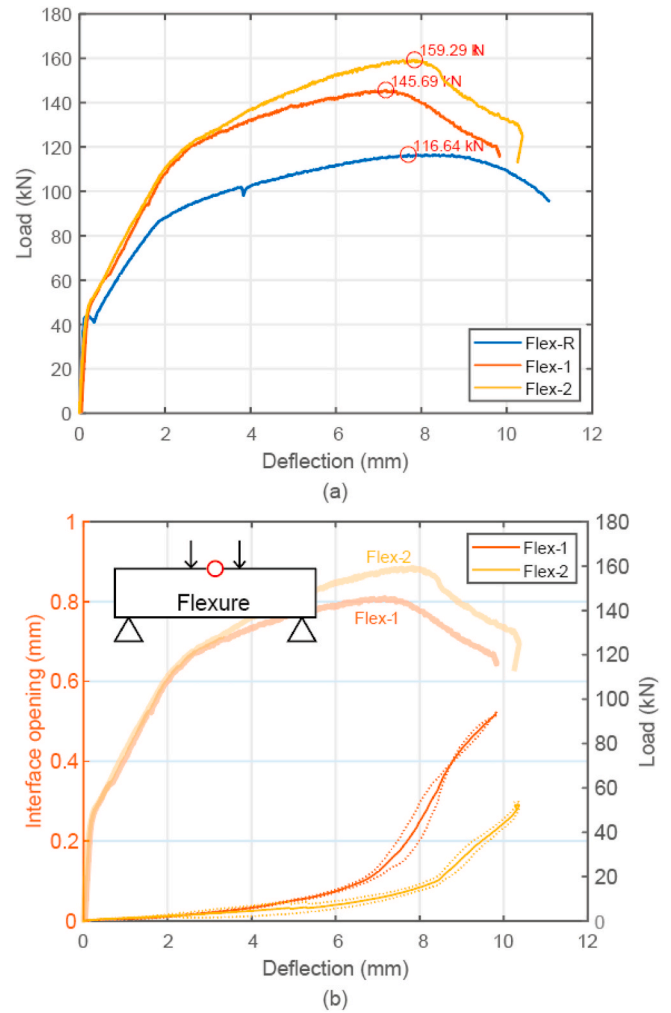 180
160
140
120
100
80
60
40
20
0
Load (kN)
159.29 kN
145.69 kN
116.64 kN
Flex-R
Flex-1
Flex-2
0
2
4
6
8
10
12
Deflection (mm)
(a)
1
0.8
0.6
0.4
0.2
0
Interface opening (mm)
Flexure
Flex-2
Flex-1
Flex-1
Flex-2
180
160
140
120
100
80
60
40
20
0
Load (kN)
0
2
4
6
8
10
12
Deflection (mm)
(b)